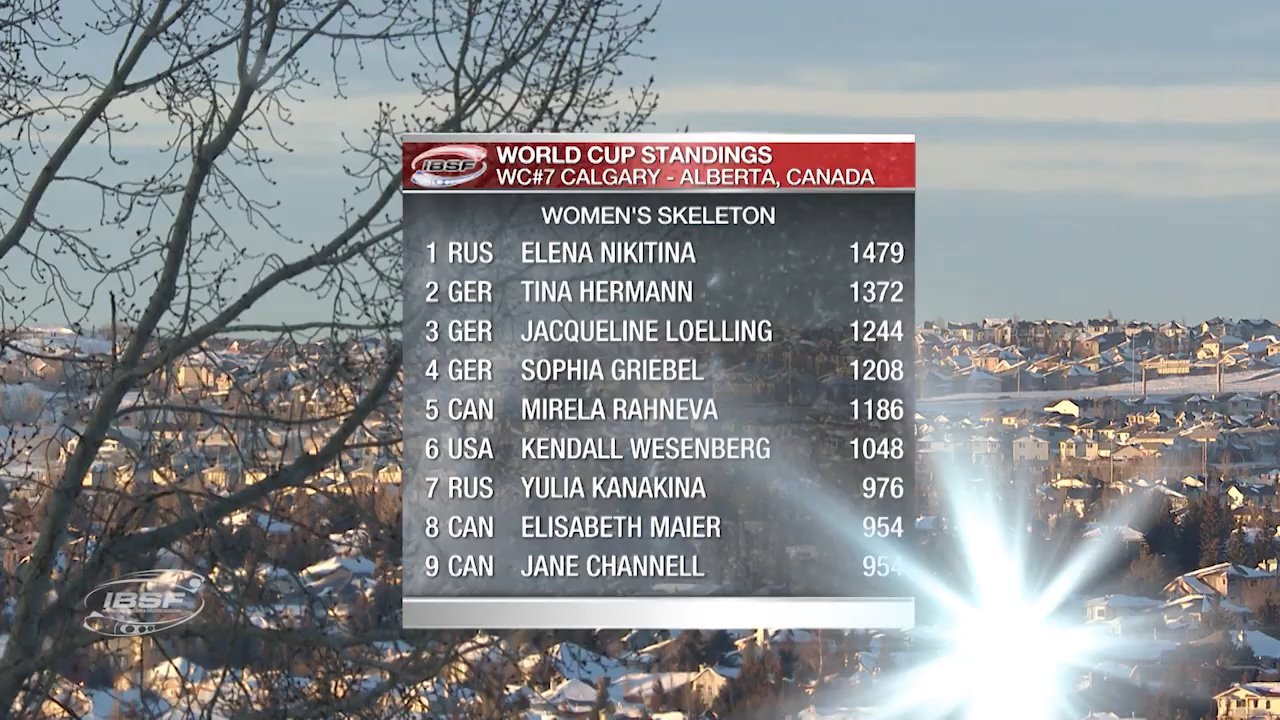 IBSF
WORLD CUP STANDINGS
WC#7 CALGARY - ALBERTA, CANADA
WOMEN'S SKELETON
1 RUS ELENA NIKITINA 1479
2 GER TINA HERMANN 1372
3 GER JACQUELINE LOELLING 1244
4 GER SOPHIA GRIEBEL 1208
5 CAN MIRELA RAHNEVA 1186
6 USA KENDALL WESENBERG 1048
7 RUS YULIA KANAKINA 976
8 CAN ELISABETH MAIER 954
9 CAN JANE CHANNELL 954
IBSF